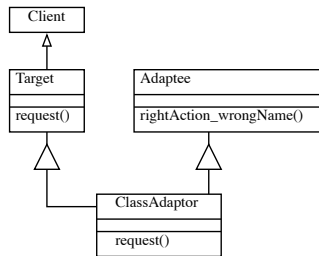 Client
Target
request()
Adaptee
rightAction_wrongName()
ClassAdaptor
request()